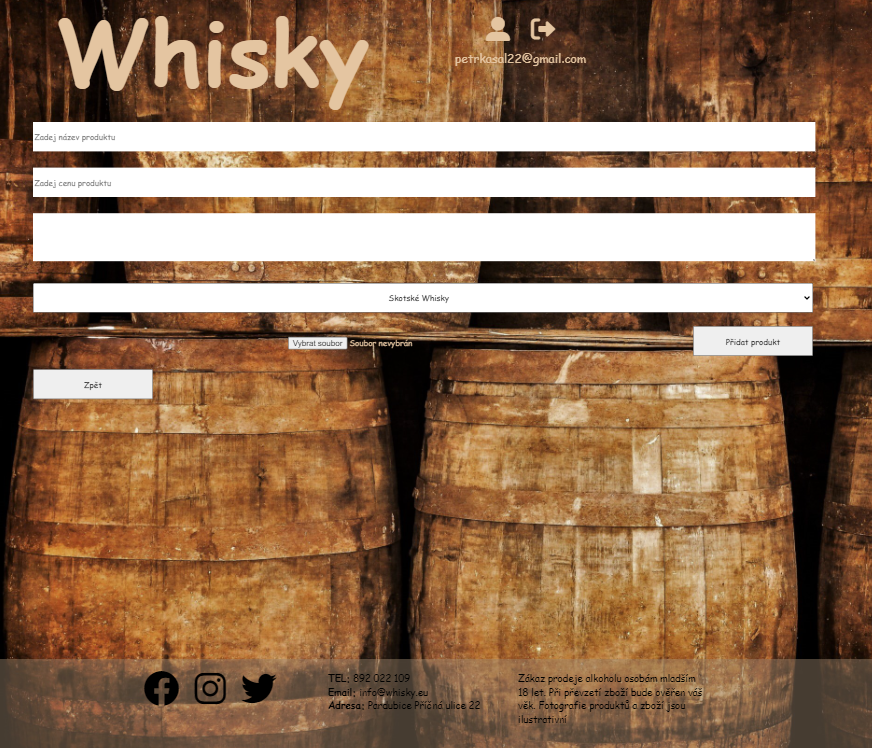 Whisky
petrkasal22@gmail.com
Zadej název produktu
Zadej cenu produktu
Skotské Whisky
Vybrat soubor Soubor nevybrán
Přidat produkt
Zpět
TEL: 892 022 109
Email: info@whisky.eu
Adresa: Pardubice Příčná ulice 22
Zákaz prodeje alkoholu osobám mladším
18 let. Při převzetí zboží bude ověřen váš
věk. Fotografie produktů a zboží jsou
ilustrativní